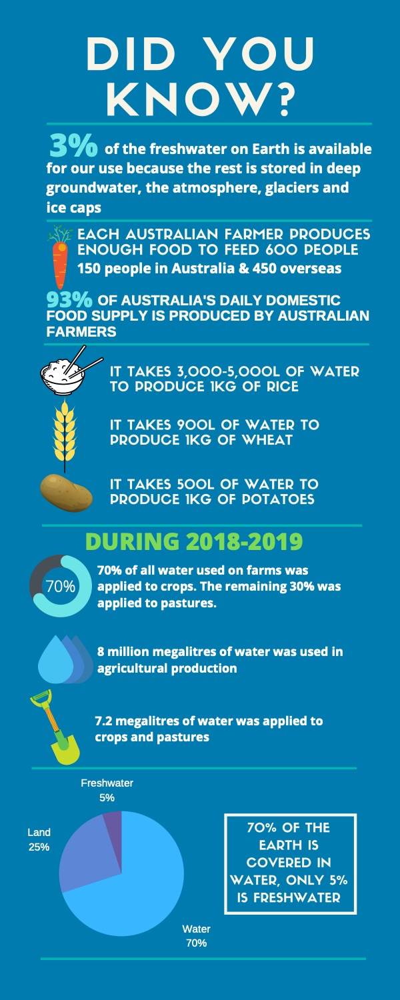 DID YOU
KNOW?
3% of the freshwater on Earth is available
for our use because the rest is stored in deep
groundwater, the atmosphere, glaciers and
ice caps
EACH AUSTRALIAN FARMER PRODUCES
ENOUGH FOOD TO FEED 600 PEOPLE
150 people in Australia & 450 overseas
93% OF AUSTRALIA'S DAILY DOMESTIC
FOOD SUPPLY IS PRODUCED BY AUSTRALIAN
FARMERS
IT TAKES 3,000-5,000L OF WATER
TO PRODUCE 1KG OF RICE
IT TAKES 900L OF WATER TO
PRODUCE 1KG OF WHEAT
IT TAKES 500L OF WATER TO
PRODUCE 1KG OF POTATOES
DURING 2018-2019
70%
70% of all water used on farms was
applied to crops. The remaining 30% was
applied to pastures.
8 million megalitres of water was used in
agricultural production
7.2 megalitres of water was applied to
crops and pastures
Freshwater
5%
Land
25%
Water
70%
70% OF THE
EARTH IS
COVERED IN
WATER, ONLY 5%
IS FRESHWATER